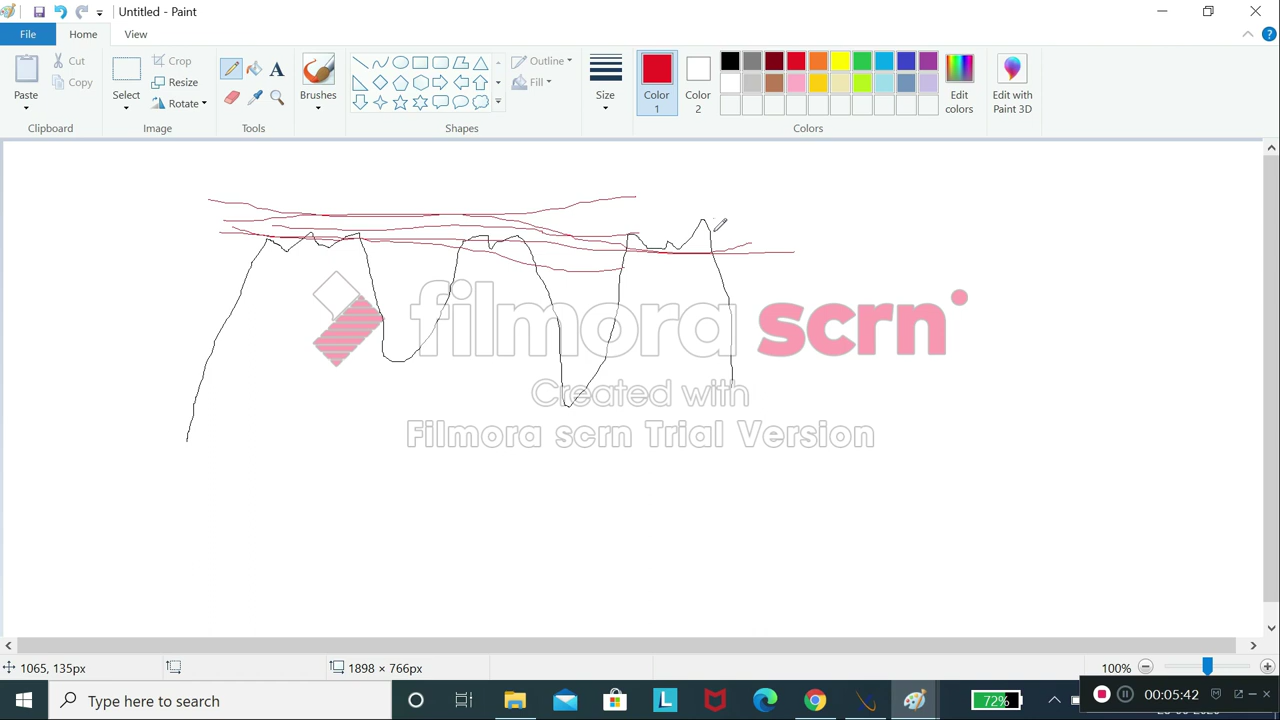 Untitled - Paint
File Home View
Cut
Copy
Paste
Clipboard
Select
Crop
Resize
Rotate
Image
Tools
Brushes
Outline
Fill
Shapes
Size
Color 1
Color 2
Colors
Edit colors
Edit with Paint 3D
filmora scrn
Created with
Filmora scrn Trial Version
1065, 135px
1898 × 766px
100%
Type here to search
72%
00:05:42